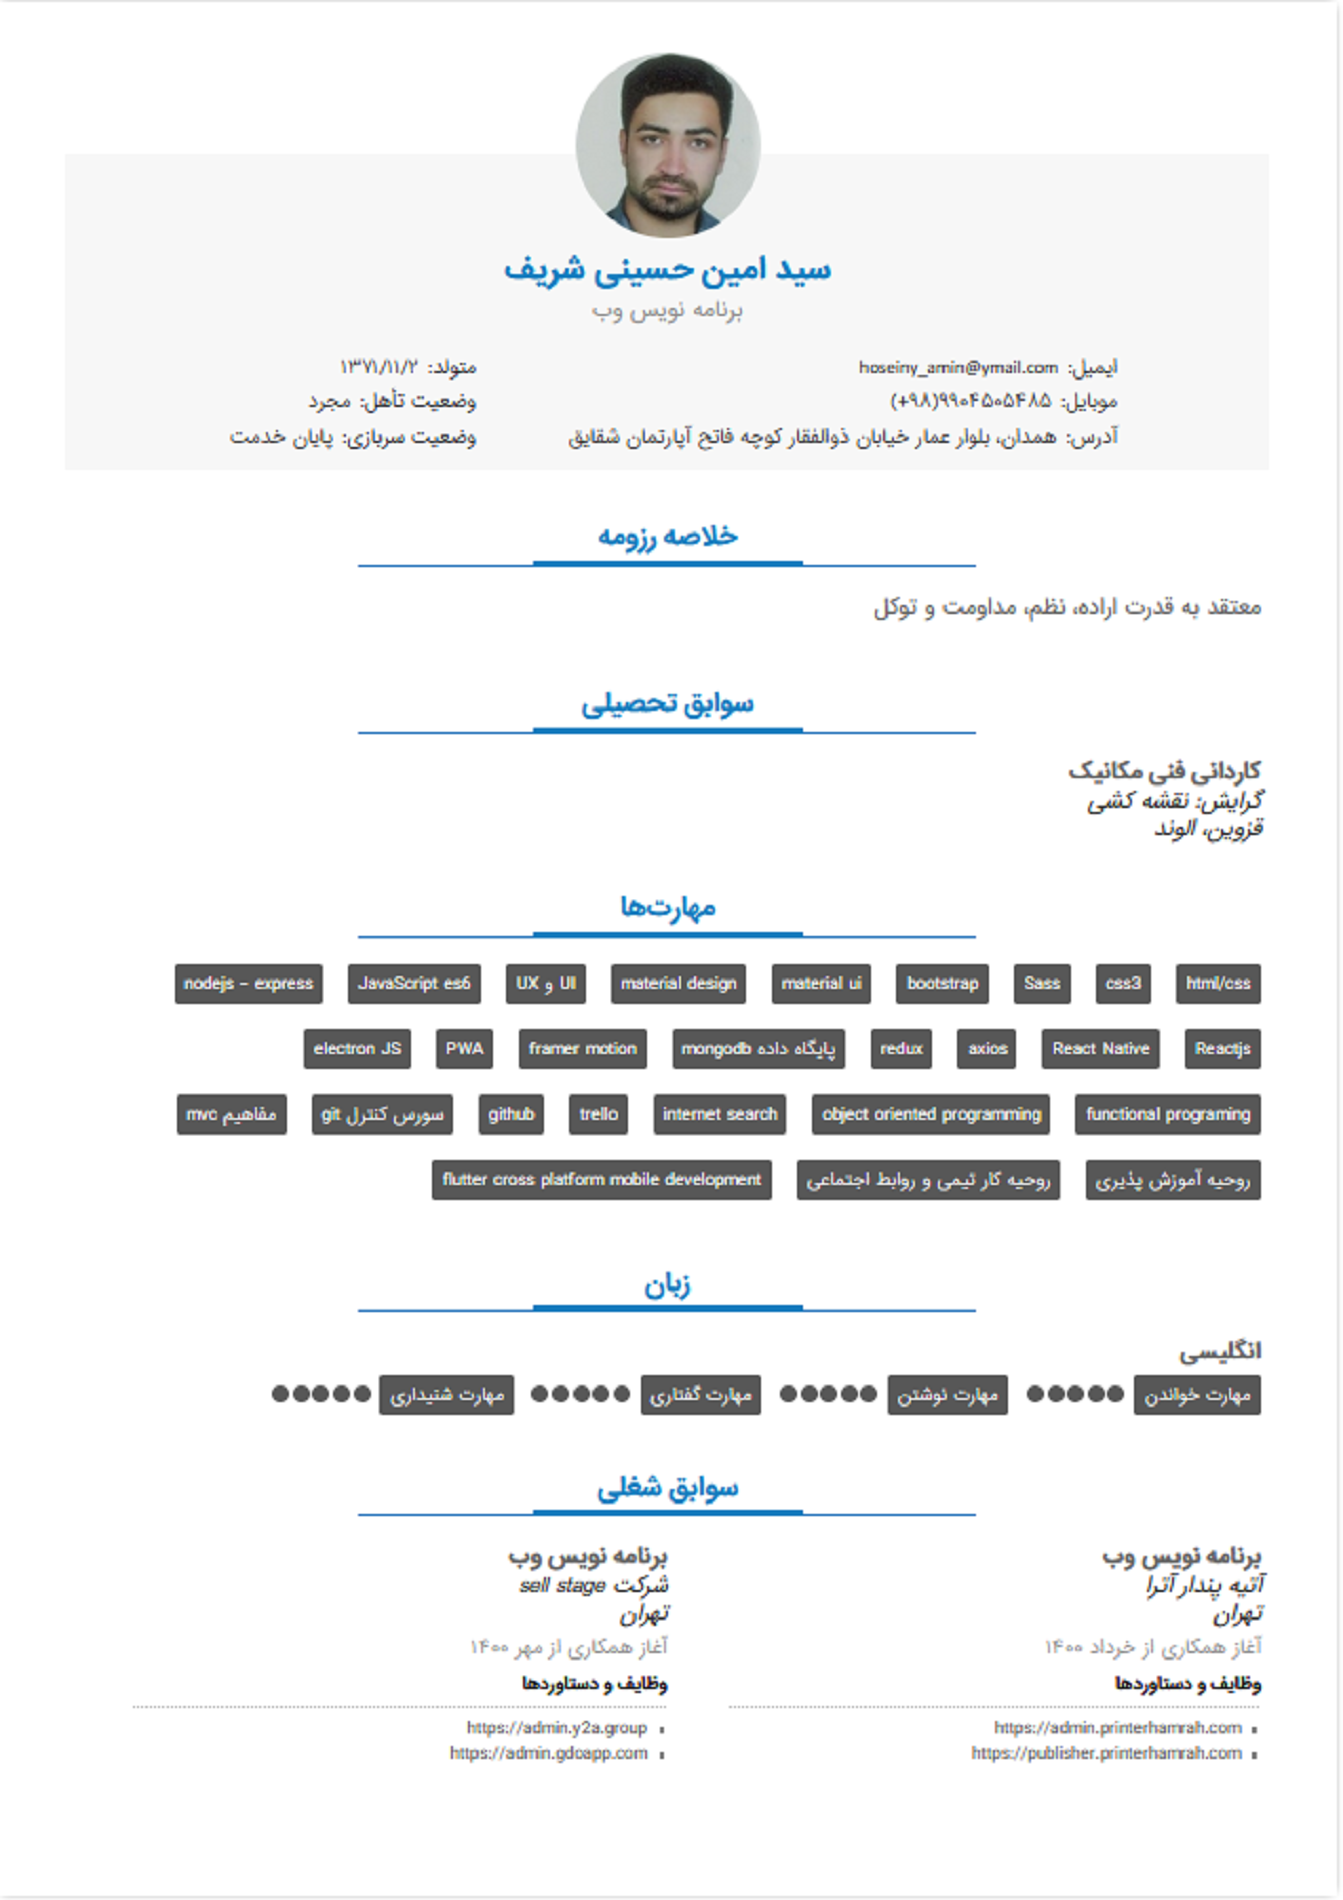 سید امین حسینی شریف
برنامه نویس وب
ایمیل: hoseiny_amin@ymail.com
متولد: ۱۳۷۱/۱۱/۲
موبایل: ۹۹۰۴۵۰۵۴۸۵(۹۸+)
وضعیت تأهل: مجرد
آدرس: همدان، بلوار عمار خیابان ذوالفقار کوچه فاتح آپارتمان شقایق
وضعیت سربازی: پایان خدمت
خلاصه رزومه
معتقد به قدرت اراده، نظم، مداومت و توکل
سوابق تحصیلی
کاردانی فنی مکانیک
گرایش: نقشه کشی
قزوین، الوند
مهارت‌ها
html/css css3 Sass bootstrap material ui material design UI و UX JavaScript es6 nodejs - express
Reactjs React Native axios redux پایگاه داده mongodb framer motion PWA electron JS
functional programing object oriented programming internet search trello github سورس کنترل git مفاهیم mvc
روحیه آموزش پذیری روحیه کار تیمی و روابط اجتماعی flutter cross platform mobile development
زبان
انگلیسی
مهارت خواندن مهارت نوشتن مهارت گفتاری مهارت شنیداری
سوابق شغلی
برنامه نویس وب
آتیه پندار آترا
تهران
آغاز همکاری از خرداد ۱۴۰۰
وظایف و دستاوردها
https://admin.printerhamrah.com
https://publisher.printerhamrah.com
برنامه نویس وب
شرکت sell stage
تهران
آغاز همکاری از مهر ۱۴۰۰
وظایف و دستاوردها
https://admin.y2a.group
https://admin.gdoapp.com